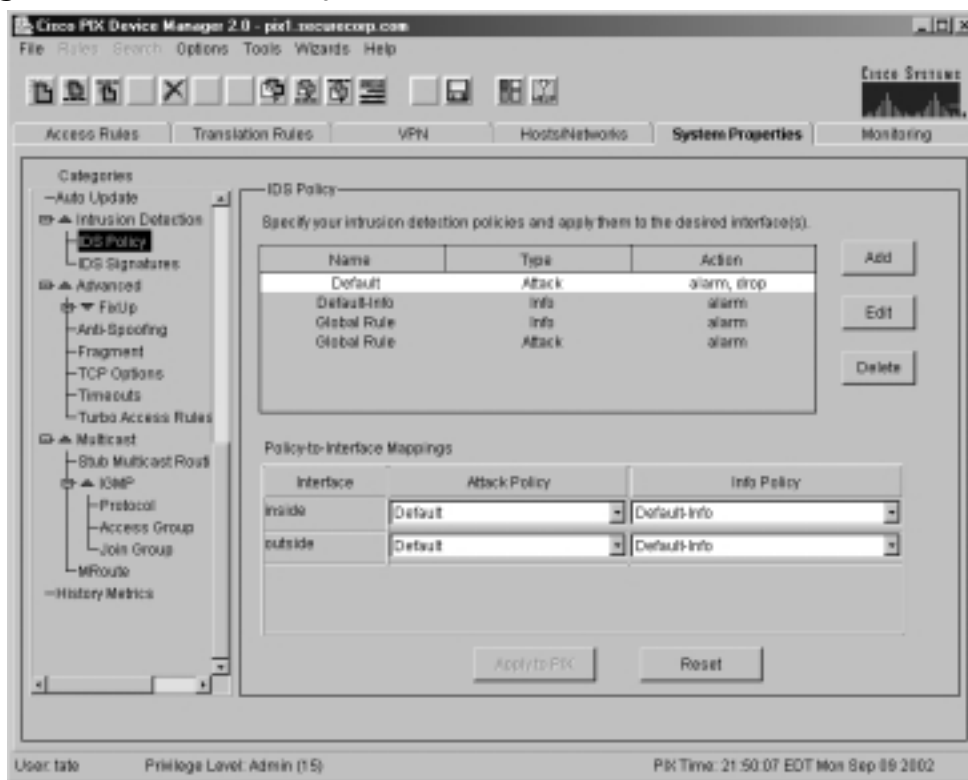 Cisco PIX Device Manager 2.0 - pix1.securecorp.com
File Rules Search Options Tools Wizards Help
CISCO SYSTEMS
Access Rules Translation Rules VPN Hosts/Networks System Properties Monitoring
Categories
Auto Update
Intrusion Detection
IDS Policy
IDS Signatures
Advanced
FixUp
Anti-Spoofing
Fragment
TCP Options
Timeouts
Turbo Access Rules
Multicast
Stub Multicast Routi
IGMP
Protocol
Access Group
Join Group
MRoute
History Metrics
IDS Policy
Specify your intrusion detection policies and apply them to the desired interface(s).
Name Type Action
Default Attack alarm, drop
Default-Info Info alarm
Global Rule Info alarm
Global Rule Attack alarm
Add
Edit
Delete
Policy-to-Interface Mappings
Interface Attack Policy Info Policy
inside Default Default-Info
outside Default Default-Info
Apply to PIX Reset
User: tate Privilege Level: Admin (15) PIX Time: 21:50:07 EDT Mon Sep 09 2002